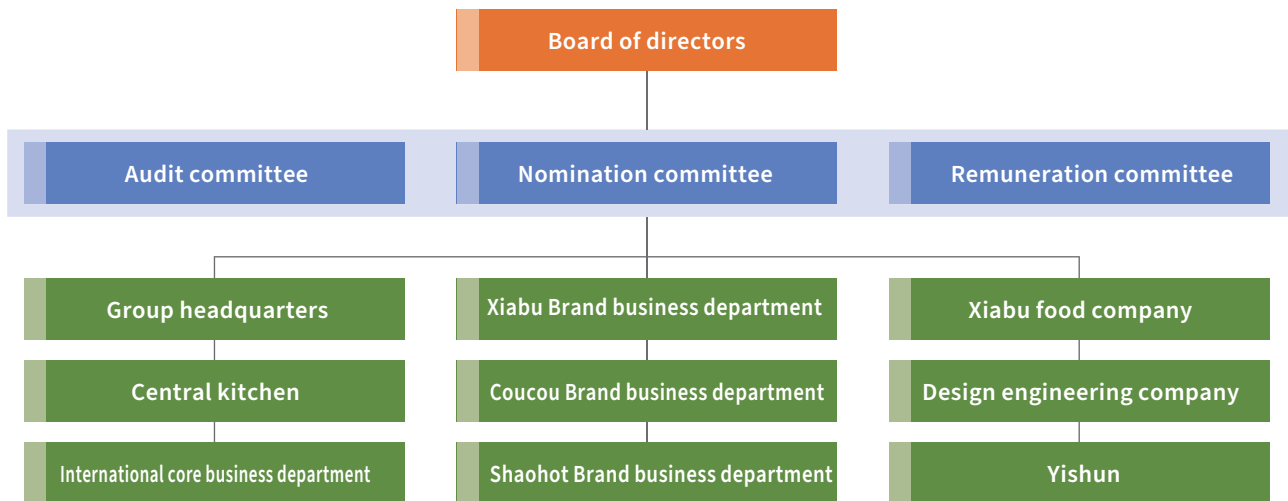 Board of directors
Audit committee
Nomination committee
Remuneration committee
Group headquarters
Xiabu Brand business department
Xiabu food company
Central kitchen
Coucou Brand business department
Design engineering company
International core business department
Shaohot Brand business department
Yishun